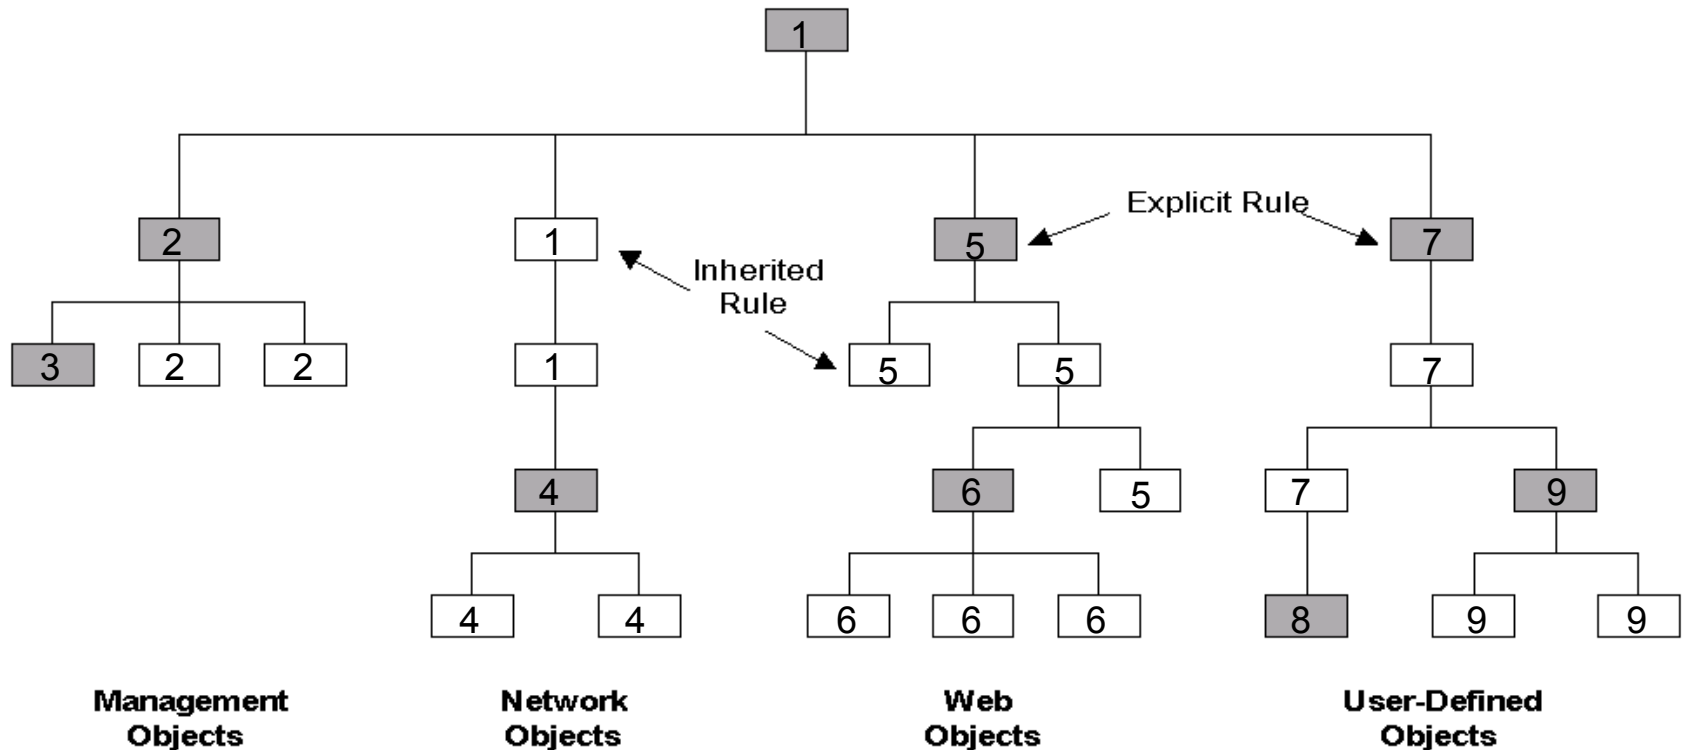 1
2
1
5
Explicit Rule
7
Inherited
Rule
3
2
2
1
5
5
7
4
6
5
7
9
4
4
6
6
6
8
9
9
Management
Objects
Network
Objects
Web
Objects
User-Defined
Objects